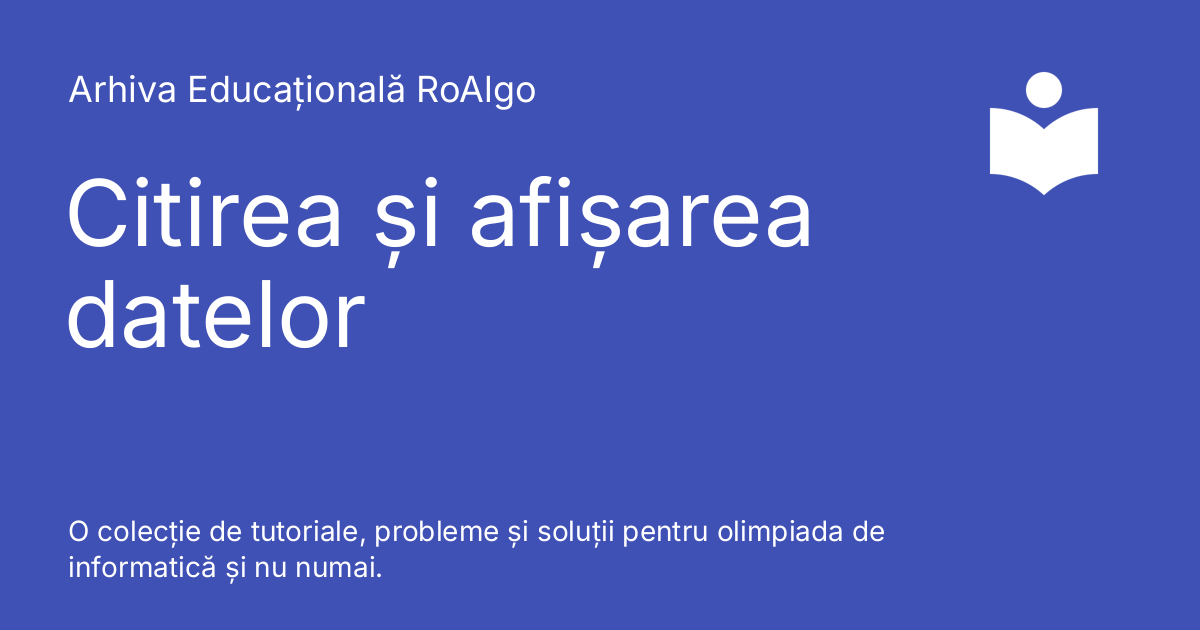 Arhiva Educațională RoAlgo
Citirea și afișarea
datelor
O colecție de tutoriale, probleme și soluții pentru olimpiada de
informatică și nu numai.